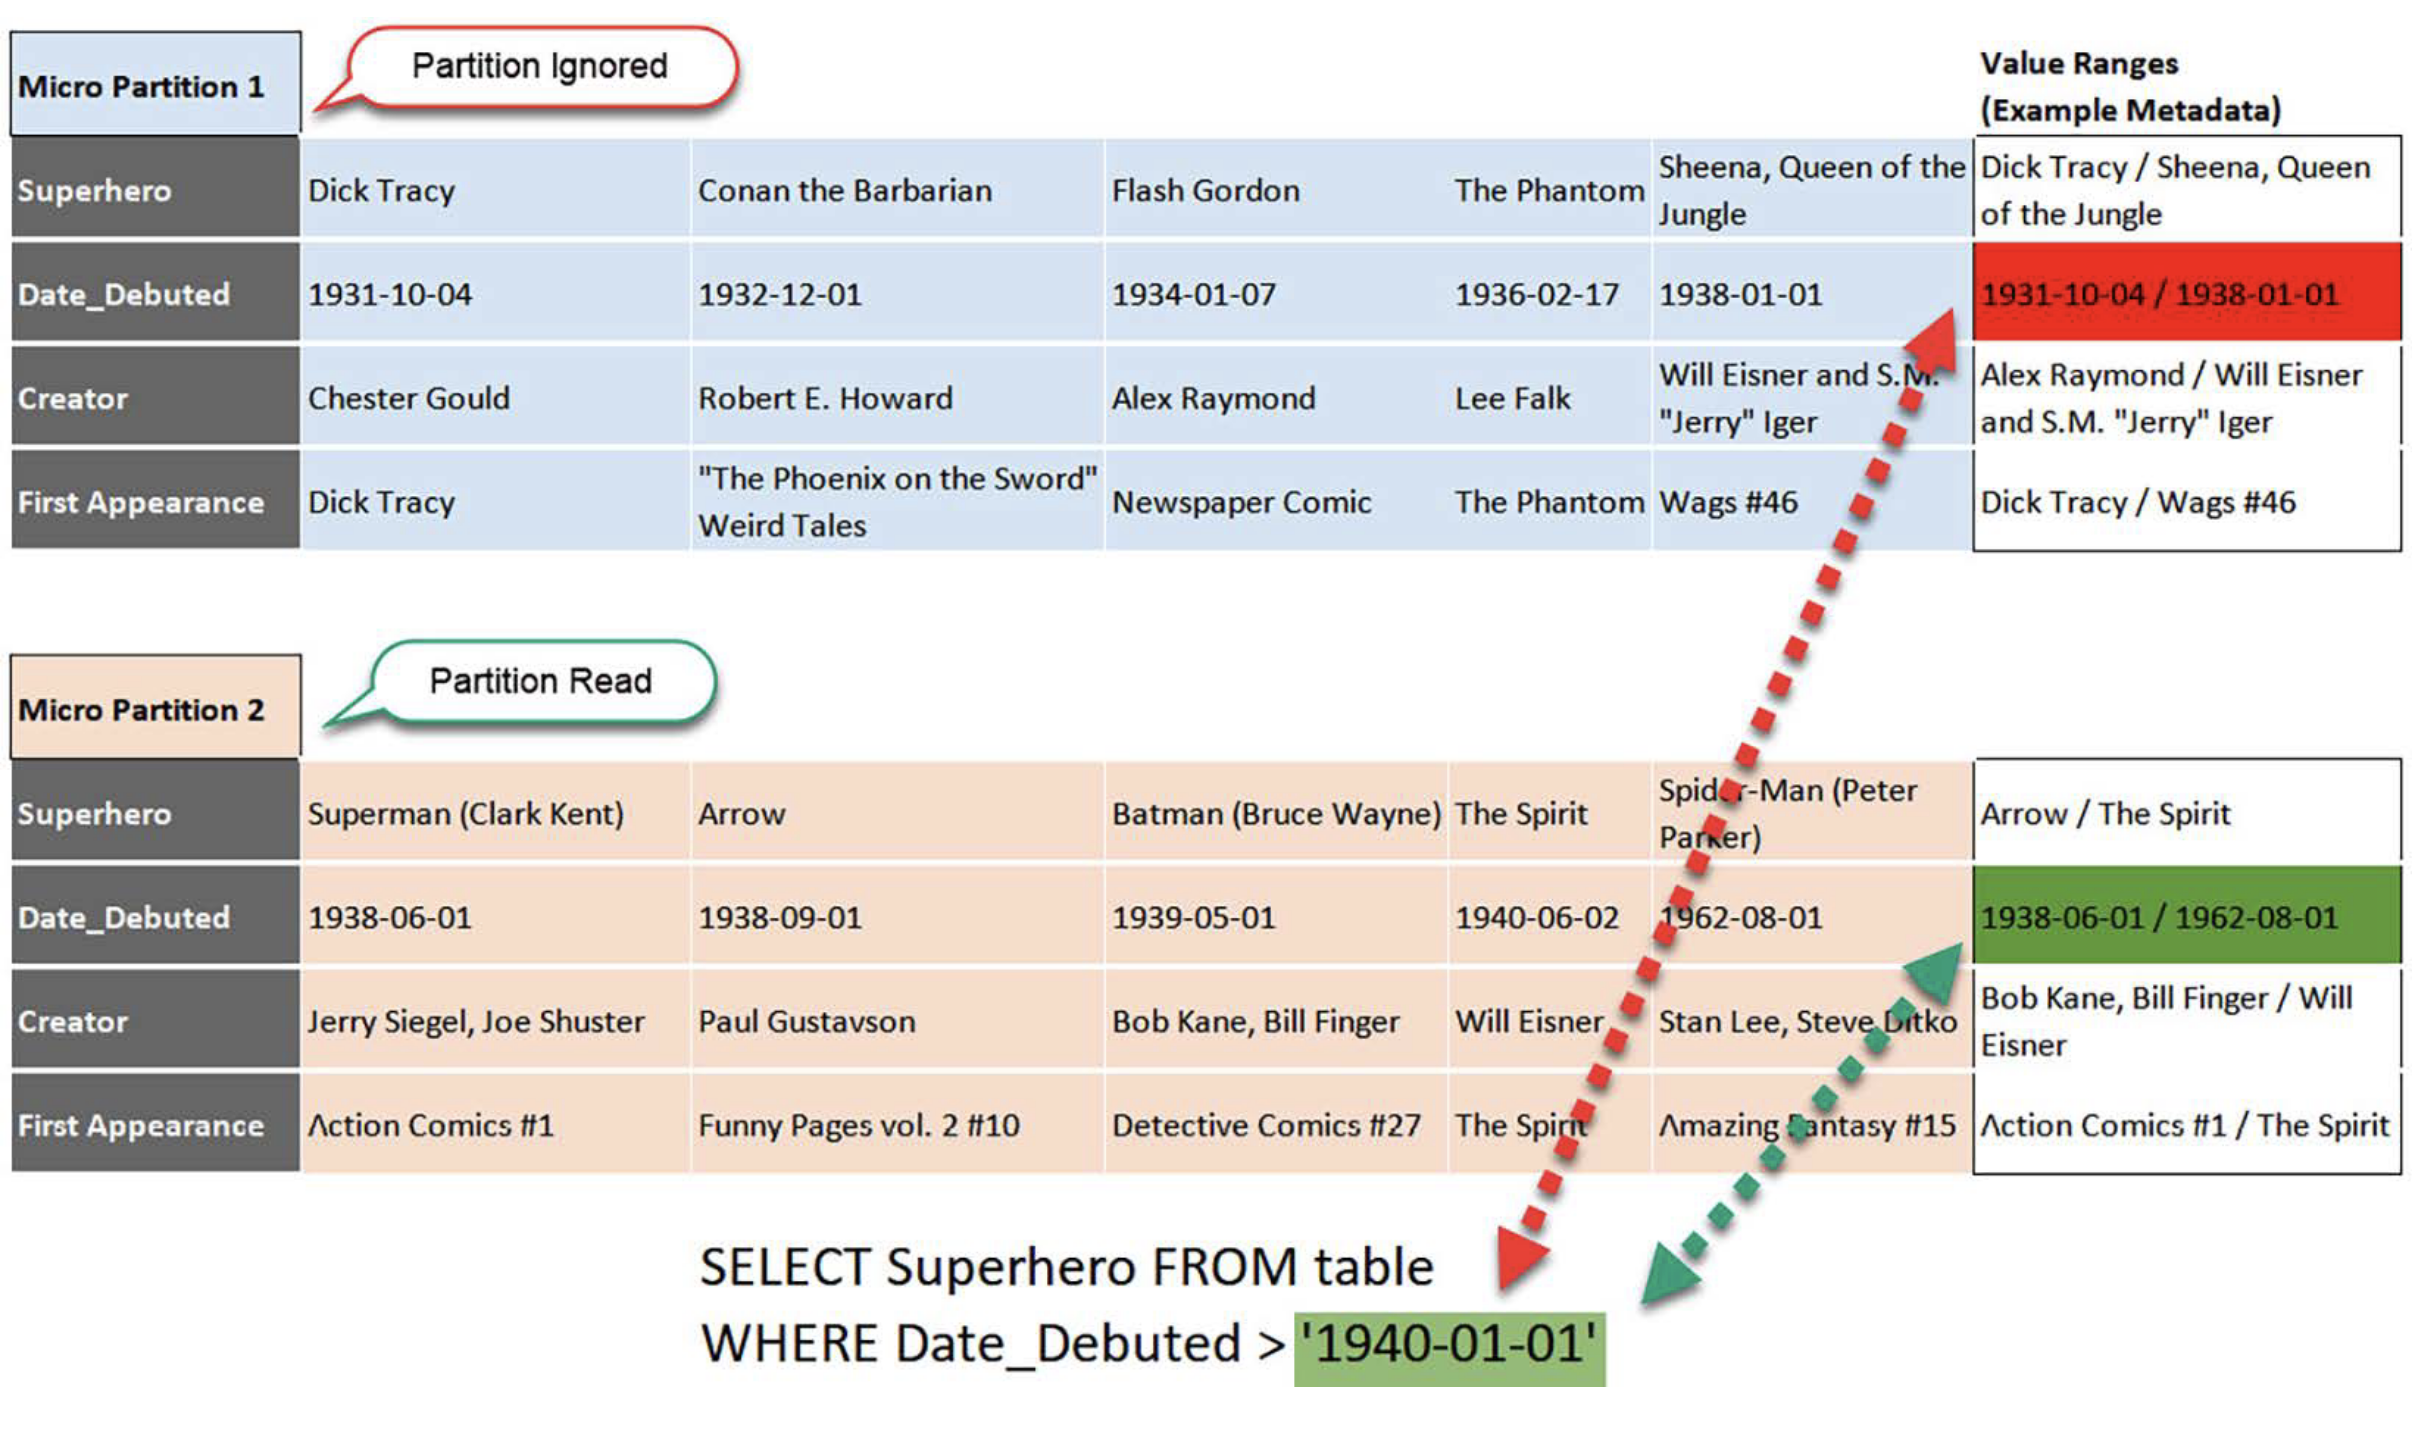 Partition Ignored
Micro Partition 1
Value Ranges
(Example Metadata)
Superhero
Dick Tracy
Conan the Barbarian
Flash Gordon
The Phantom
Sheena, Queen of the
Jungle
Dick Tracy / Sheena, Queen
of the Jungle
Date_Debuted
1931-10-04
1932-12-01
1934-01-07
1936-02-17
1938-01-01
1931-10-04 / 1938-01-01
Creator
Chester Gould
Robert E. Howard
Alex Raymond
Lee Falk
Will Eisner and S.M.
"Jerry" Iger
Alex Raymond / Will Eisner
and S.M. "Jerry" Iger
First Appearance
Dick Tracy
"The Phoenix on the Sword"
Weird Tales
Newspaper Comic
The Phantom
Wags #46
Dick Tracy / Wags #46
Partition Read
Micro Partition 2
Superhero
Superman (Clark Kent)
Arrow
Batman (Bruce Wayne)
The Spirit
Spider-Man (Peter
Parker)
Arrow / The Spirit
Date_Debuted
1938-06-01
1938-09-01
1939-05-01
1940-06-02
1962-08-01
1938-06-01 / 1962-08-01
Creator
Jerry Siegel, Joe Shuster
Paul Gustavson
Bob Kane, Bill Finger
Will Eisner
Stan Lee, Steve Ditko
Bob Kane, Bill Finger / Will
Eisner
First Appearance
Action Comics #1
Funny Pages vol. 2 #10
Detective Comics #27
The Spirit
Amazing Fantasy #15
Action Comics #1 / The Spirit
SELECT Superhero FROM table
WHERE Date_Debuted > '1940-01-01'